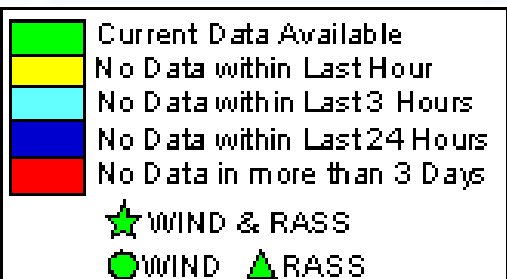 Current Data Available
No Data within Last Hour
No Data within Last 3 Hours
No Data within Last 24 Hours
No Data in more than 3 Days
WIND & RASS
WIND RASS